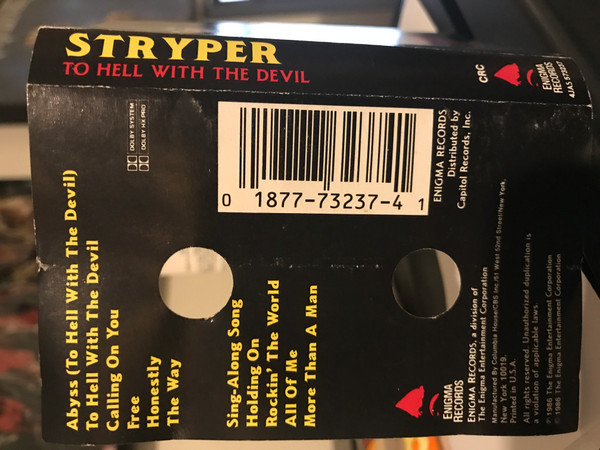 STRYPER
TO HELL WITH THE DEVIL
CRC
ENIGMA
RECORDS
DOLBY SYSTEM
DOLBY HX PRO
0 1877-73237-4 1
ENIGMA RECORDS
Distributed by
Capitol Records, Inc.
Abyss (To Hell With The Devil)
To Hell With The Devil
Calling On You
Free
Honestly
The Way
Sing-Along Song
Holding On
Rockin' The World
All Of Me
More Than A Man
ENIGMA
RECORDS
ENIGMA RECORDS, a division of
The Enigma Entertainment Corporation
Manufactured By Columbia House/CBS Inc/51 West 52nd Street/New York,
New York 10019.
Printed in U.S.A.
All rights reserved. Unauthorized duplication is
a violation of applicable laws.
℗ 1986 The Enigma Entertainment Corporation
© 1986 The Enigma Entertainment Corporation